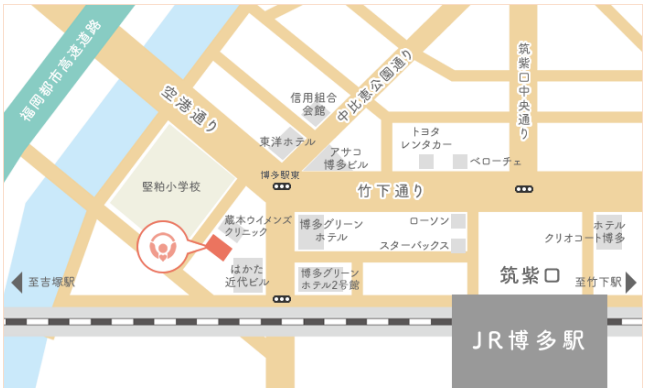 福岡都市高速道路
空港通り
信用組合
会館
中比恵公園通り
筑紫口中央通り
東洋ホテル
アサコ
博多ビル
トヨタ
レンタカー
ベローチェ
博多駅東
竹下通り
堅粕小学校
蔵本ウイメンズ
クリニック
博多グリーン
ホテル
ローソン
スターバックス
ホテル
クリオコート博多
至吉塚駅
はかた
近代ビル
博多グリーン
ホテル2号館
筑紫口
至竹下駅
JR博多駅